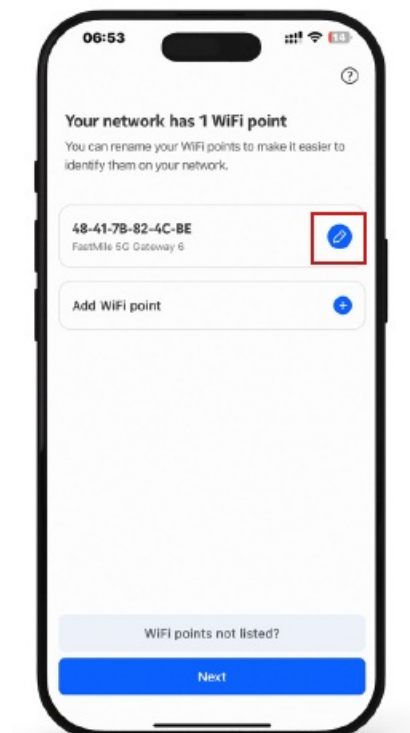 06:53
14
?
Your network has 1 WiFi point
You can rename your WiFi points to make it easier to
identify them on your network.
48-41-7B-82-4C-BE
FastMile 5G Gateway 6
Add WiFi point
WiFi points not listed?
Next